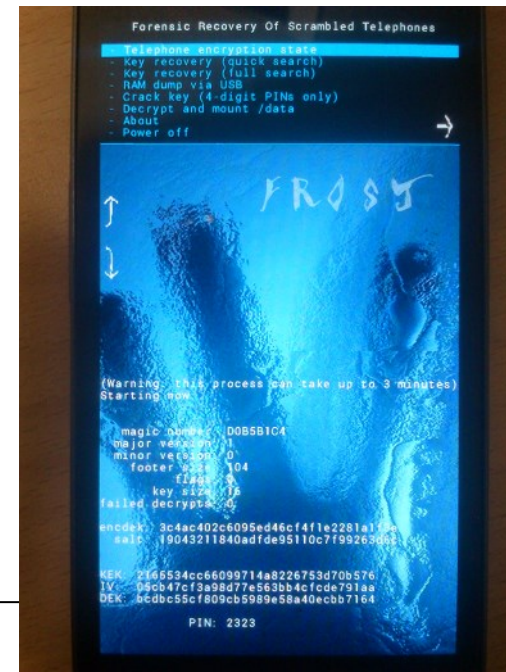 Forensic Recovery Of Scrambled Telephones
- Telephone encryption state
- Key recovery (quick search)
- Key recovery (full search)
- RAM dump via USB
- Crack key (4-digit PINs only)
- Decrypt and mount /data
- About
- Power off
FROST
(Warning, this process can take up to 3 minutes)
Starting now
magic number: D0B5B1C4
major version: 1
minor version: 0
footer size: 104
flags: 0
key size: 16
failed decrypts: 0
encdek:
salt:
KEK: 2165534cc66099714a8226753d70b576
IV: 05cb47cf3a98d77e563bb4cfcde791aa
DEK: bcdbc55cf809cb5989e58a40ecbb7164
PIN: 2323